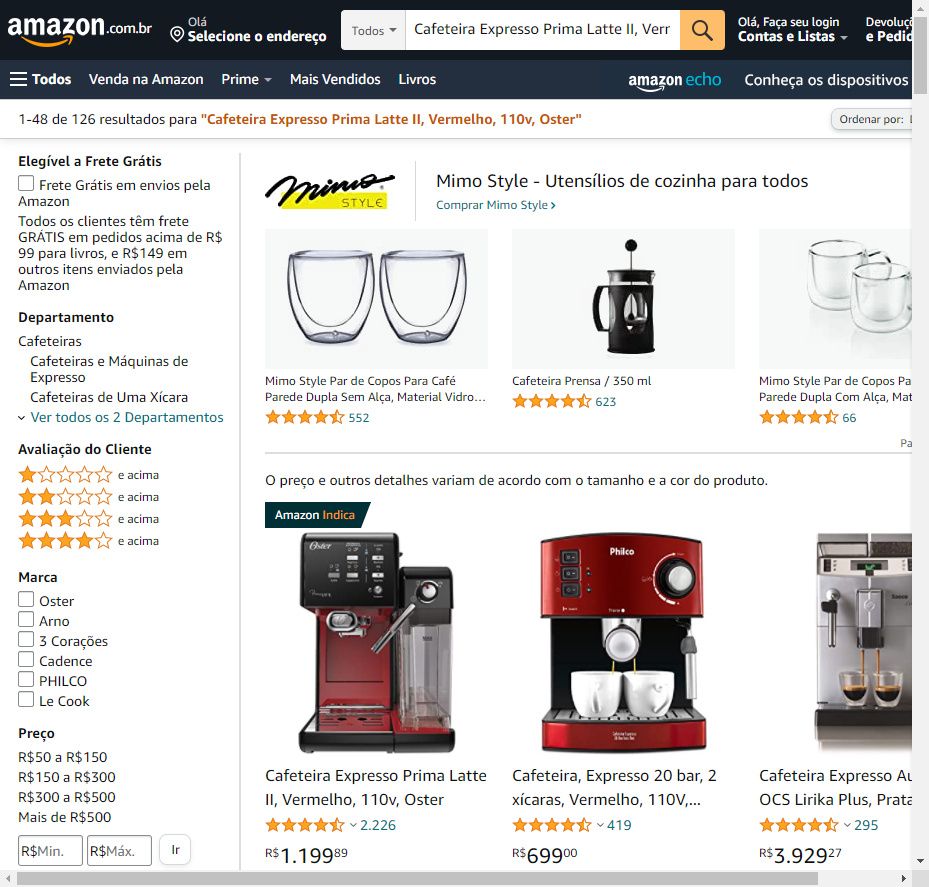 amazon.com.br
Olá
Selecione o endereço
Todos
Cafeteira Expresso Prima Latte II, Verr
Olá, Faça seu login
Contas e Listas
Devoluç
e Pedid
Todos
Venda na Amazon
Prime
Mais Vendidos
Livros
amazon echo
Conheça os dispositivos
1-48 de 126 resultados para "Cafeteira Expresso Prima Latte II, Vermelho, 110v, Oster"
Ordenar por:
Elegível a Frete Grátis
Frete Grátis em envios pela
Amazon
Todos os clientes têm frete
GRÁTIS em pedidos acima de R$
99 para livros, e R$149 em
outros itens enviados pela
Amazon
Departamento
Cafeteiras
Cafeteiras e Máquinas de
Expresso
Cafeteiras de Uma Xícara
Ver todos os 2 Departamentos
Avaliação do Cliente
e acima
e acima
e acima
e acima
Marca
Oster
Arno
3 Corações
Cadence
PHILCO
Le Cook
Preço
R$50 a R$150
R$150 a R$300
R$300 a R$500
Mais de R$500
R$ Min.
R$ Máx.
Ir
mimo
STYLE
Mimo Style - Utensílios de cozinha para todos
Comprar Mimo Style ›
Mimo Style Par de Copos Para Café
Parede Dupla Sem Alça, Material Vidro...
552
Cafeteira Prensa / 350 ml
623
Mimo Style Par de Copos Pa
Parede Dupla Com Alça, Mat
66
Pa
O preço e outros detalhes variam de acordo com o tamanho e a cor do produto.
Amazon Indica
Oster
Philco
Cafeteira Expresso Prima Latte
II, Vermelho, 110v, Oster
2.226
R$1.19989
Cafeteira, Expresso 20 bar, 2
xícaras, Vermelho, 110V,...
419
R$69900
Cafeteira Expresso Au
OCS Lirika Plus, Prata
295
R$3.92927